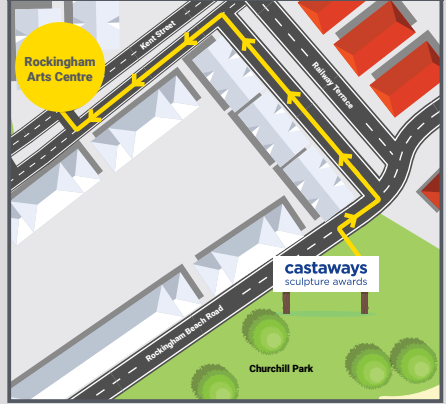 Kent Street
Rockingham
Arts Centre
Railway Terrace
castaways
sculpture awards
Rockingham Beach Road
Churchill Park